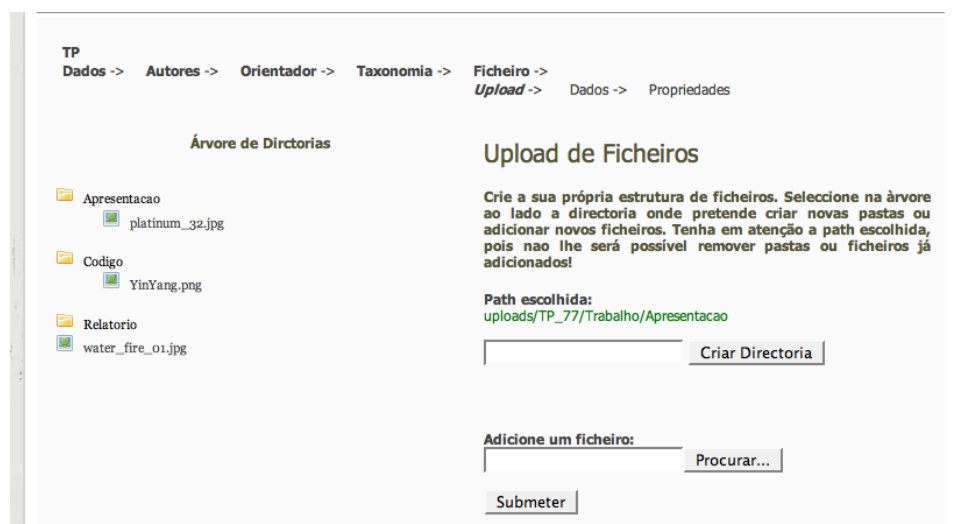 TP
Dados -> Autores -> Orientador -> Taxonomia -> Ficheiro ->
Upload -> Dados -> Propriedades
Árvore de Dirctorias
Apresentacao
platinum_32.jpg
Codigo
YinYang.png
Relatorio
water_fire_01.jpg
Upload de Ficheiros
Crie a sua própria estrutura de ficheiros. Seleccione na àrvore
ao lado a directoria onde pretende criar novas pastas ou
adicionar novos ficheiros. Tenha em atenção a path escolhida,
pois nao lhe será possível remover pastas ou ficheiros já
adicionados!
Path escolhida:
uploads/TP_77/Trabalho/Apresentacao
Criar Directoria
Adicione um ficheiro:
Procurar...
Submeter